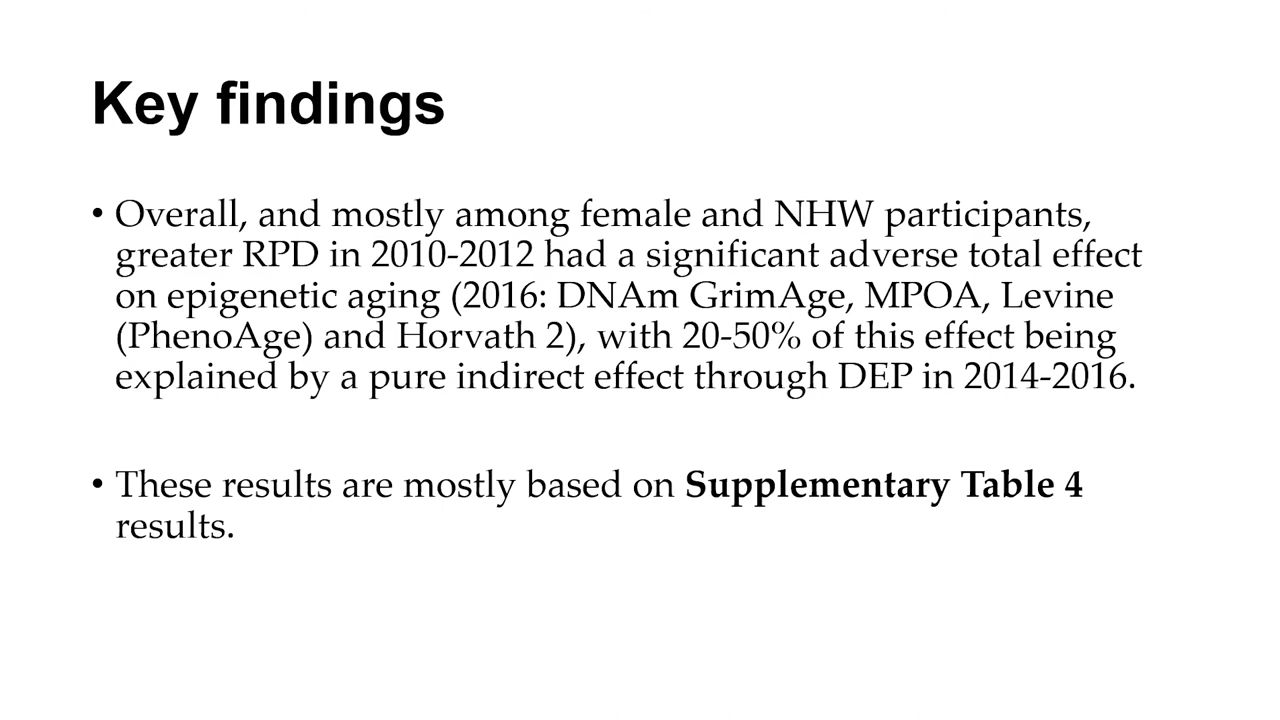 Key findings
• Overall, and mostly among female and NHW participants,
greater RPD in 2010-2012 had a significant adverse total effect
on epigenetic aging (2016: DNAm GrimAge, MPOA, Levine
(PhenoAge) and Horvath 2), with 20-50% of this effect being
explained by a pure indirect effect through DEP in 2014-2016.
• These results are mostly based on Supplementary Table 4
results.